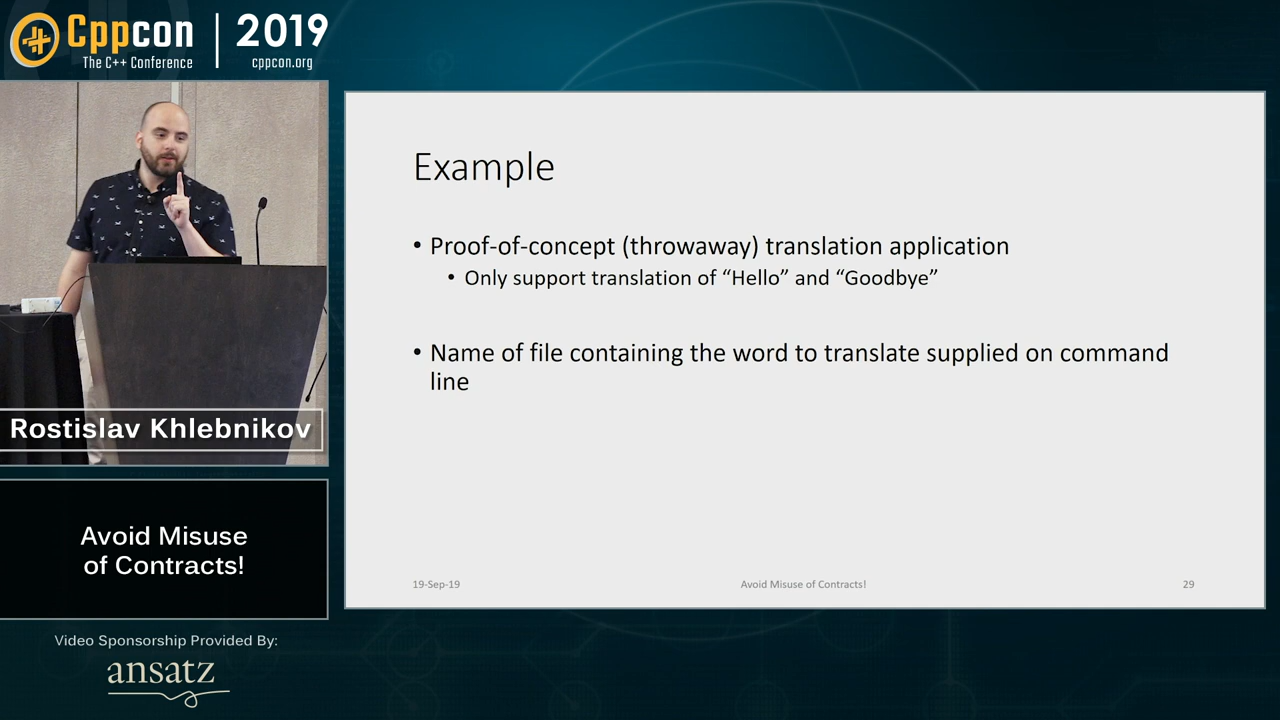 Cppcon | 2019
The C++ Conference cppcon.org
Rostislav Khlebnikov
Avoid Misuse
of Contracts!
Video Sponsorship Provided By:
ansatz
Example
• Proof-of-concept (throwaway) translation application
• Only support translation of “Hello” and “Goodbye”
• Name of file containing the word to translate supplied on command
line
19-Sep-19 Avoid Misuse of Contracts! 29